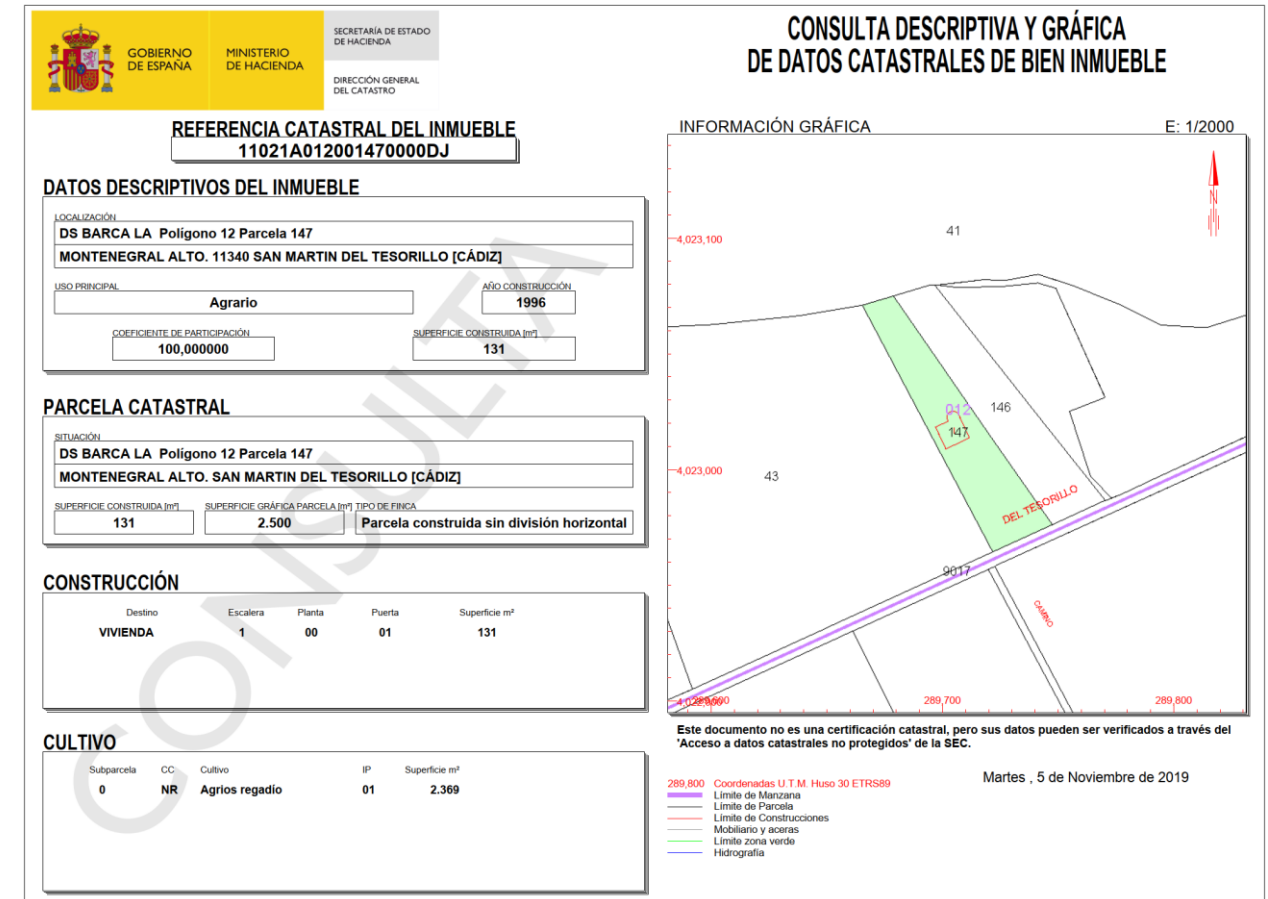 GOBIERNO
DE ESPAÑA
MINISTERIO
DE HACIENDA
SECRETARÍA DE ESTADO
DE HACIENDA
DIRECCIÓN GENERAL
DEL CATASTRO
CONSULTA DESCRIPTIVA Y GRÁFICA
DE DATOS CATASTRALES DE BIEN INMUEBLE
REFERENCIA CATASTRAL DEL INMUEBLE
11021A012001470000DJ
DATOS DESCRIPTIVOS DEL INMUEBLE
LOCALIZACIÓN
DS BARCA LA Polígono 12 Parcela 147
MONTENEGRAL ALTO. 11340 SAN MARTIN DEL TESORILLO [CÁDIZ]
USO PRINCIPAL
Agrario
AÑO CONSTRUCCIÓN
1996
COEFICIENTE DE PARTICIPACIÓN
100,000000
SUPERFICIE CONSTRUIDA [m²]
131
PARCELA CATASTRAL
SITUACIÓN
DS BARCA LA Polígono 12 Parcela 147
MONTENEGRAL ALTO. SAN MARTIN DEL TESORILLO [CÁDIZ]
SUPERFICIE CONSTRUIDA [m²] SUPERFICIE GRÁFICA PARCELA [m²] TIPO DE FINCA
131 2.500 Parcela construida sin división horizontal
CONSTRUCCIÓN
Destino Escalera Planta Puerta Superficie m²
VIVIENDA 1 00 01 131
CULTIVO
Subparcela CC Cultivo IP Superficie m²
0 NR Agrios regadío 01 2.369
CONSULTA
INFORMACIÓN GRÁFICA E: 1/2000
N
4,023,100
41
012
146
147
4,023,000
43
DEL TESORILLO
9017
CAMINO
289,700
289,800
Este documento no es una certificación catastral, pero sus datos pueden ser verificados a través del
'Acceso a datos catastrales no protegidos' de la SEC.
Martes , 5 de Noviembre de 2019
289,800 Coordenadas U.T.M. Huso 30 ETRS89
Límite de Manzana
Límite de Parcela
Límite de Construcciones
Mobiliario y aceras
Límite zona verde
Hidrografía